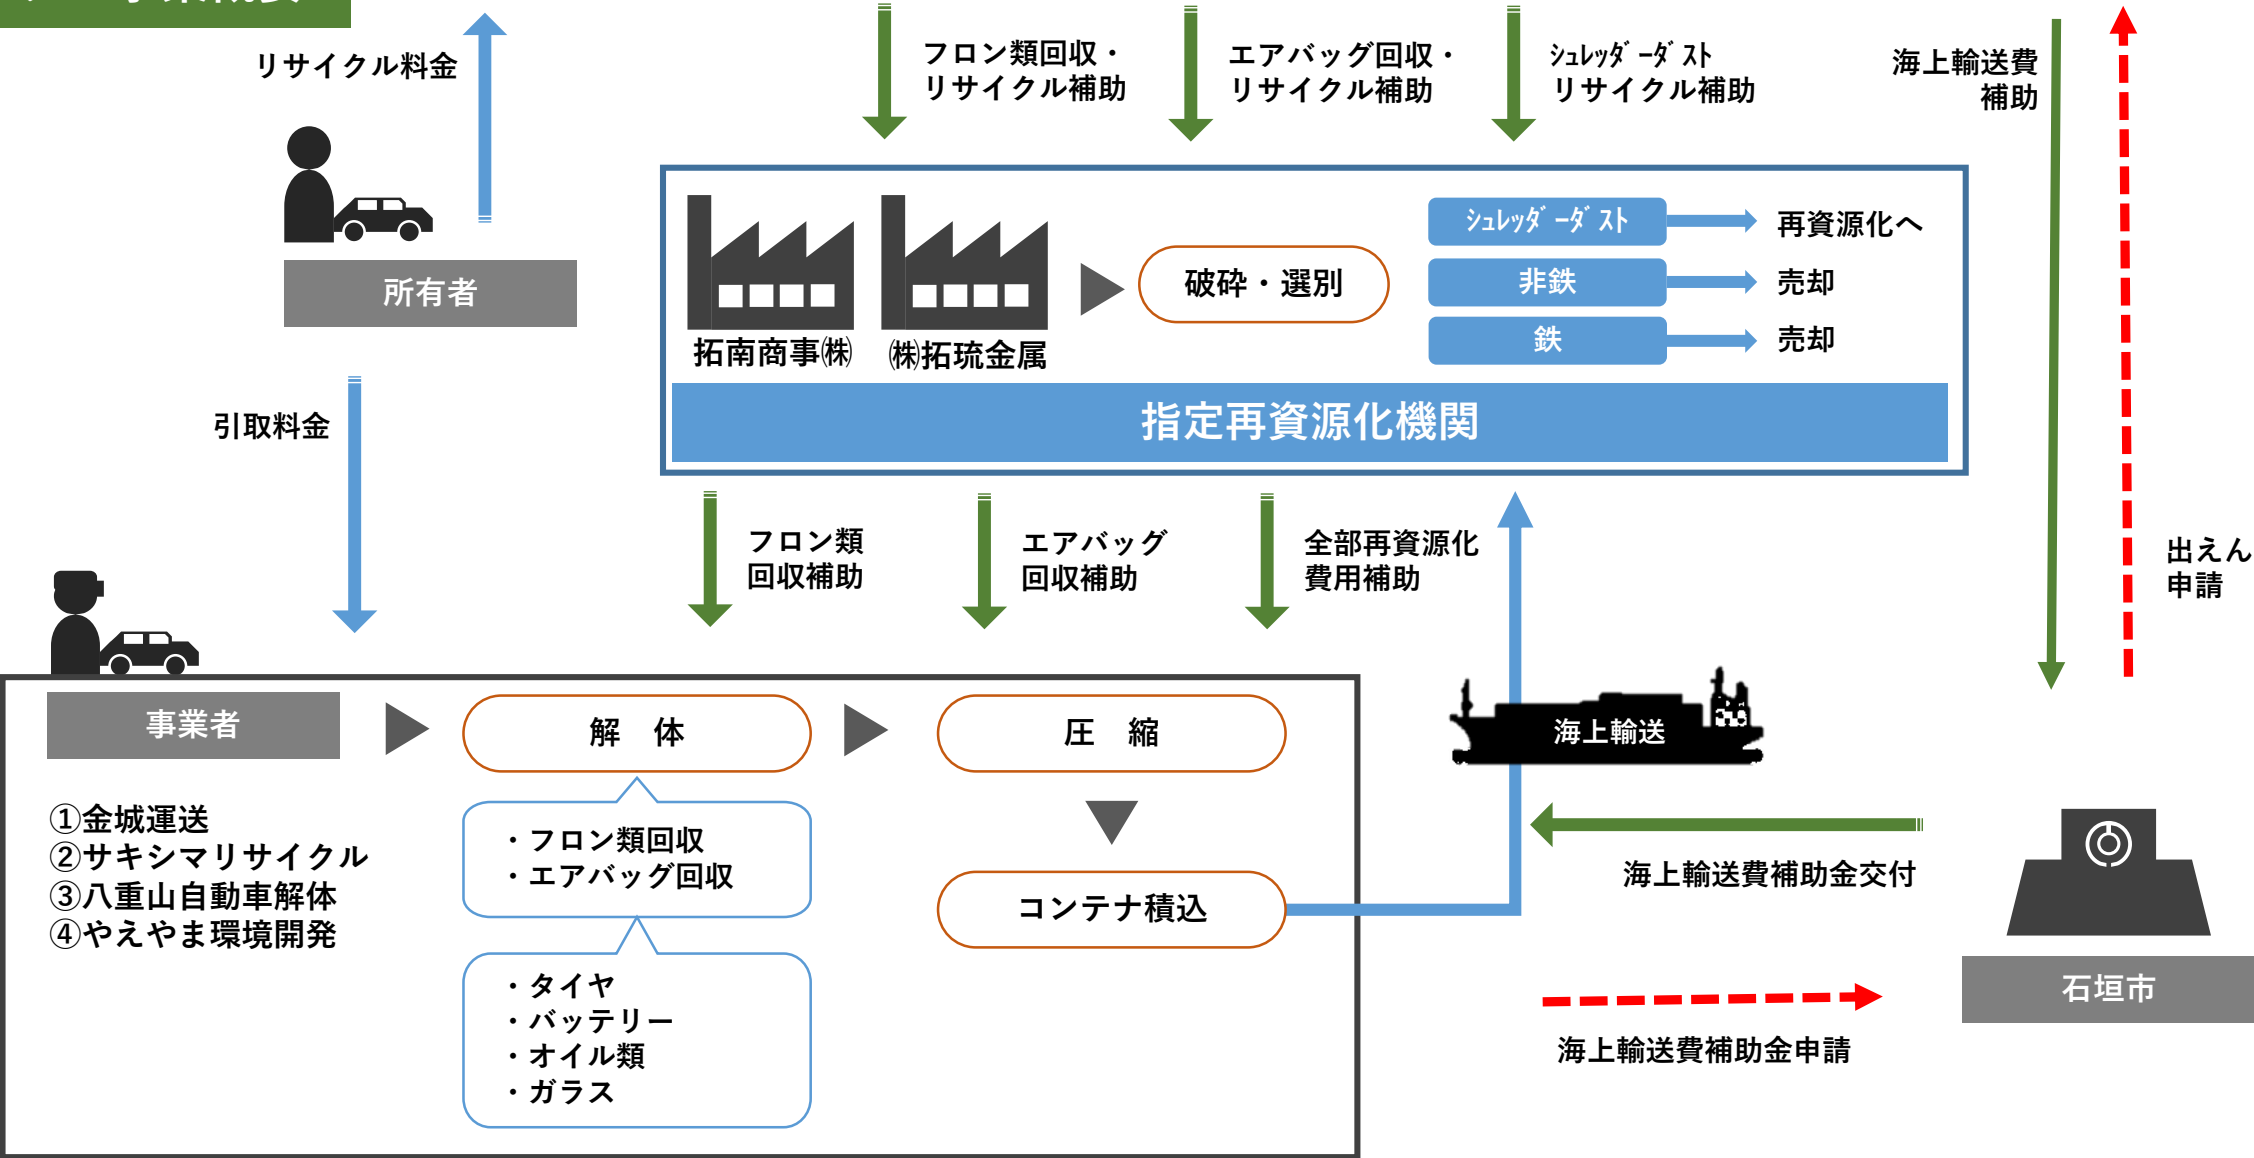 リサイクル料金
フロン類回収・
リサイクル補助
エアバッグ回収・
リサイクル補助
ｼｭﾚｯﾀﾞｰﾀﾞｽﾄ
リサイクル補助
海上輸送費
補助
所有者
拓南商事㈱
㈱拓琉金属
破砕・選別
ｼｭﾚｯﾀﾞｰﾀﾞｽﾄ
再資源化へ
非鉄
売却
鉄
売却
指定再資源化機関
引取料金
フロン類
回収補助
エアバッグ
回収補助
全部再資源化
費用補助
出えん
申請
事業者
①金城運送
②サキシマリサイクル
③八重山自動車解体
④やえやま環境開発
解　体
・フロン類回収
・エアバッグ回収
・タイヤ
・バッテリー
・オイル類
・ガラス
圧　縮
コンテナ積込
海上輸送
海上輸送費補助金交付
石垣市
海上輸送費補助金申請